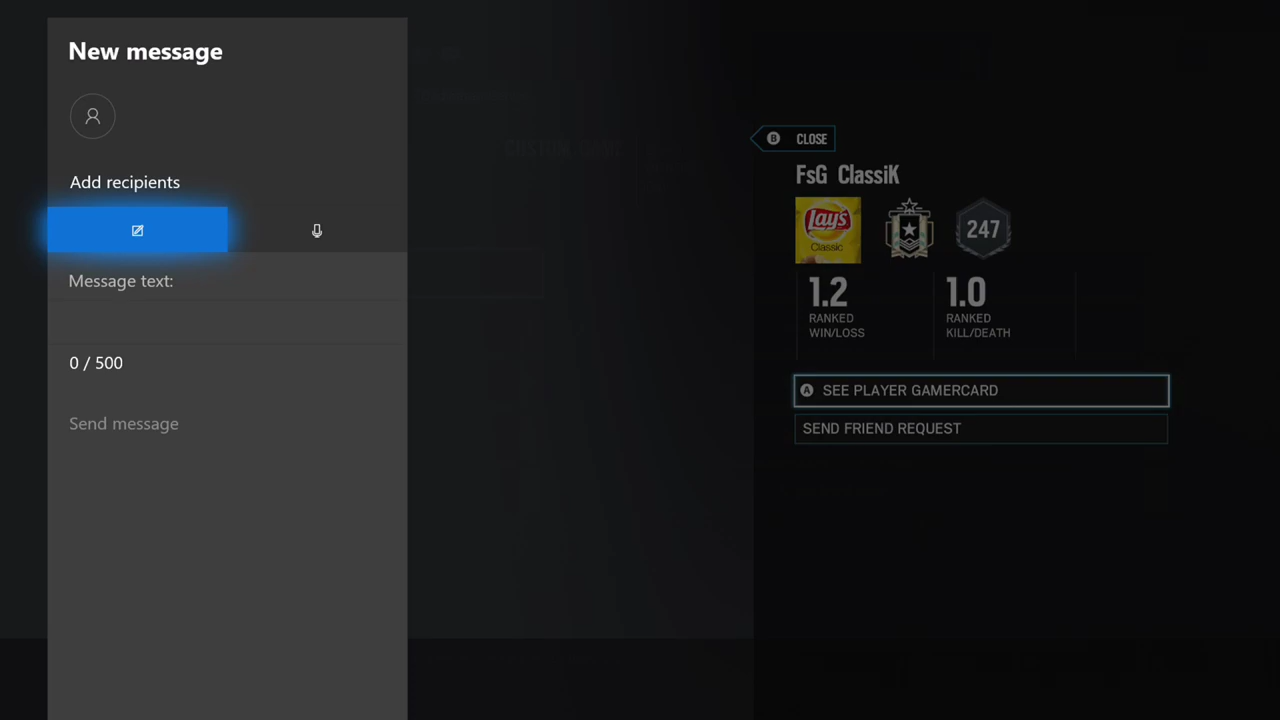 New message
Add recipients
Message text:
0 / 500
Send message
B CLOSE
FsG ClassiK
Lay's
Classic
247
1.2
RANKED
WIN/LOSS
1.0
RANKED
KILL/DEATH
A SEE PLAYER GAMERCARD
SEND FRIEND REQUEST